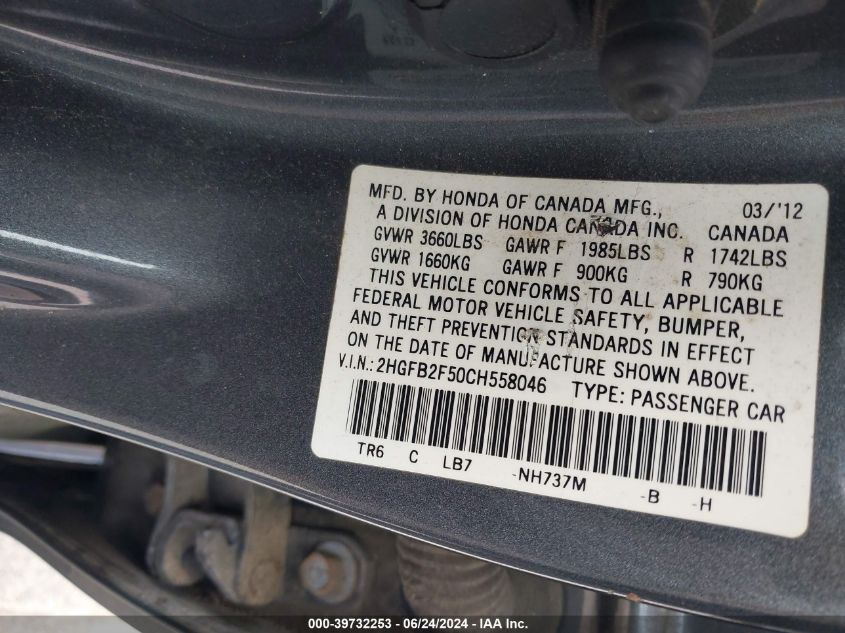 MFD. BY HONDA OF CANADA MFG., 03/'12
A DIVISION OF HONDA CANADA INC. CANADA
GVWR 3660LBS GAWR F 1985LBS R 1742LBS
GVWR 1660KG GAWR F 900KG R 790KG
THIS VEHICLE CONFORMS TO ALL APPLICABLE
FEDERAL MOTOR VEHICLE SAFETY, BUMPER,
AND THEFT PREVENTION STANDARDS IN EFFECT
ON THE DATE OF MANUFACTURE SHOWN ABOVE.
V.I.N.: 2HGFB2F50CH558046 TYPE: PASSENGER CAR
TR6 C LB7 -NH737M -B -H
000-39732253 - 06/24/2024 - IAA Inc.